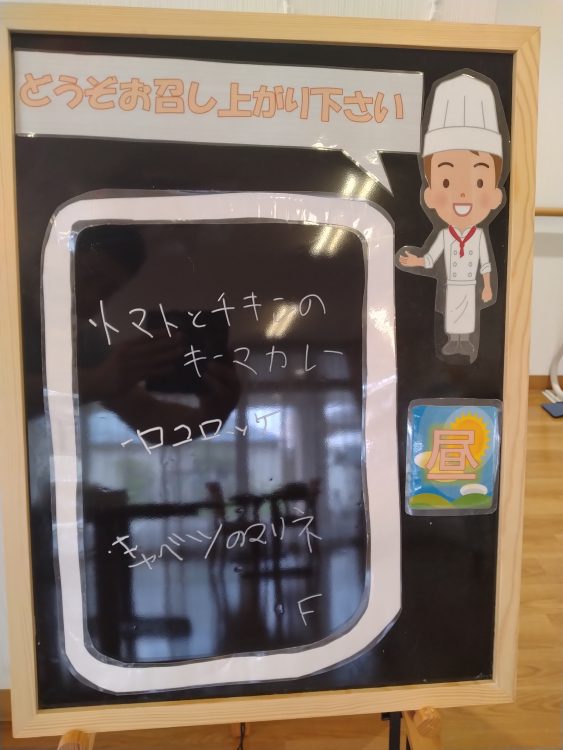 どうぞお召し上がり下さい
・トマトとチキンの
キーマカレー
・一口コロッケ
・キャベツのマリネ
・F
昼